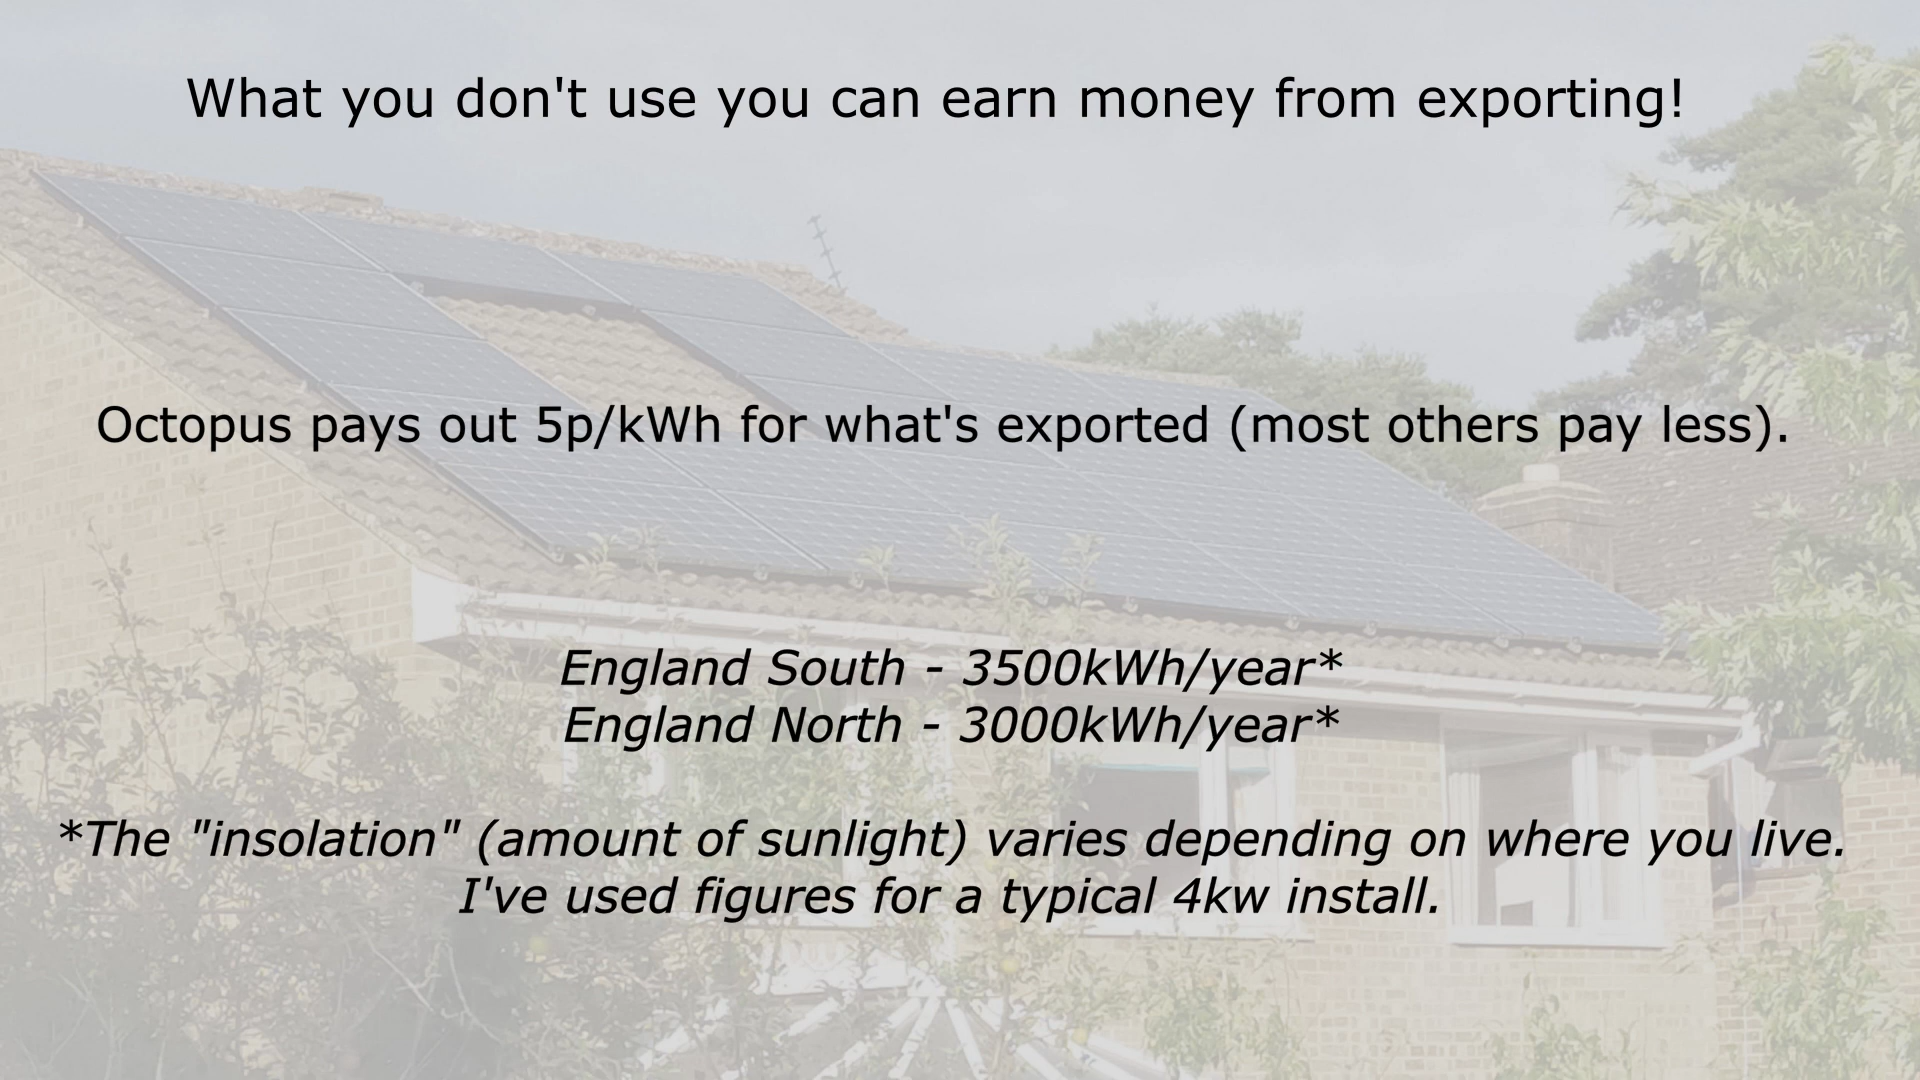 What you don't use you can earn money from exporting!
Octopus pays out 5p/kWh for what's exported (most others pay less).
England South - 3500kWh/year*
England North - 3000kWh/year*
*The "insolation" (amount of sunlight) varies depending on where you live.
I've used figures for a typical 4kw install.